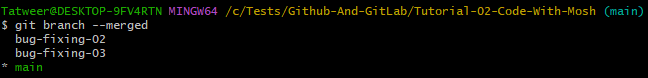 Tatweer@DESKTOP-9FV4RTN MINGW64 /c/Tests/Github-And-GitLab/Tutorial-02-Code-With-Mosh (main)
$ git branch --merged
  bug-fixing-02
  bug-fixing-03
* main